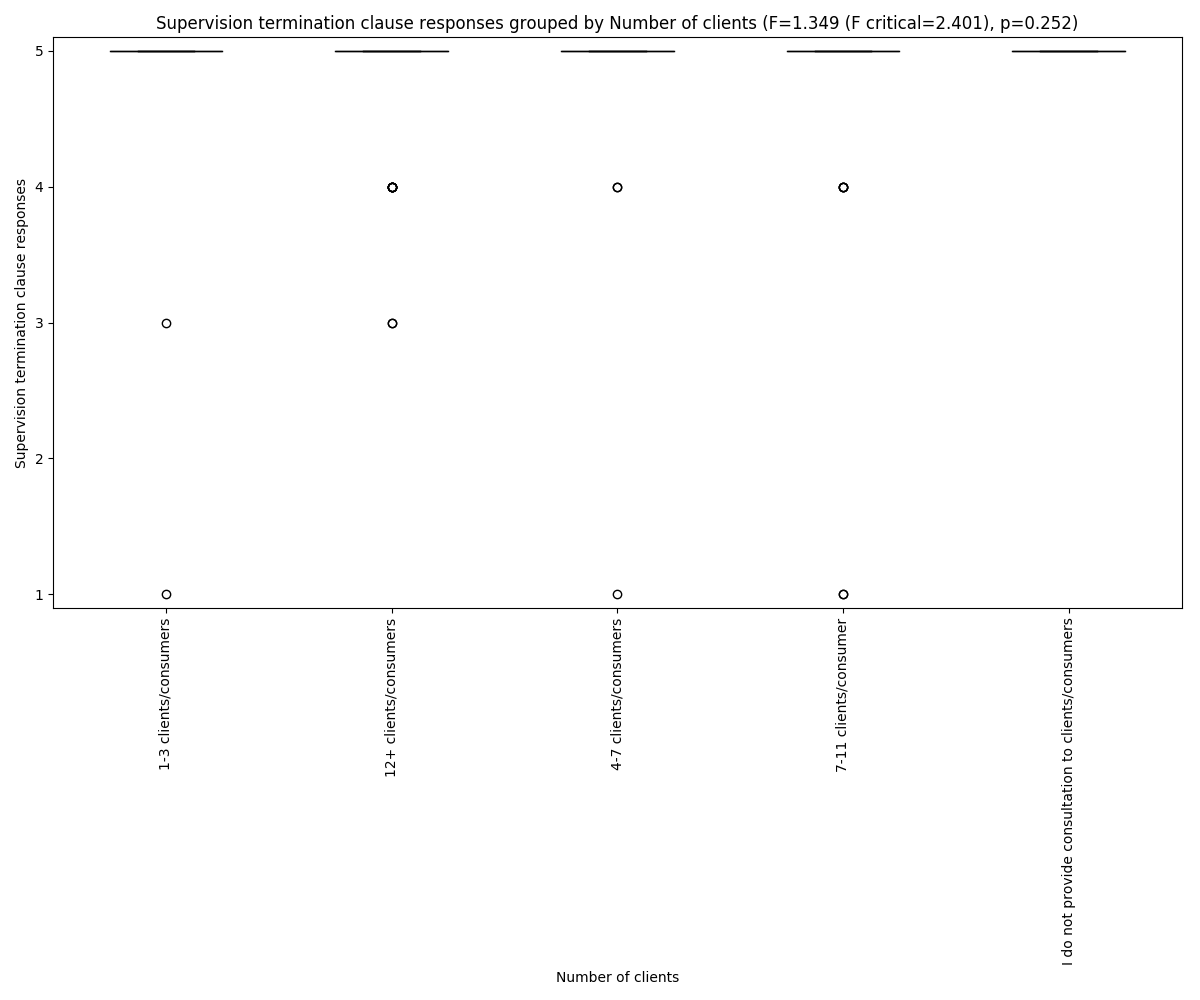 Supervision termination clause responses grouped by Number of clients (F=1.349 (F critical=2.401), p=0.252)
Supervision termination clause responses
5
4
3
2
1
1-3 clients/consumers
12+ clients/consumers
4-7 clients/consumers
7-11 clients/consumer
I do not provide consultation to clients/consumers
Number of clients